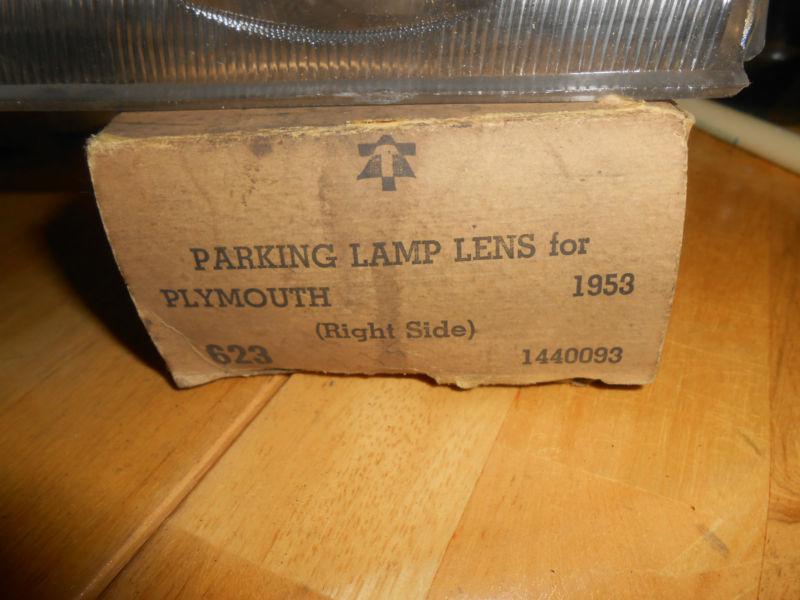 PARKING LAMP LENS for
PLYMOUTH 1953
(Right Side)
623 1440093